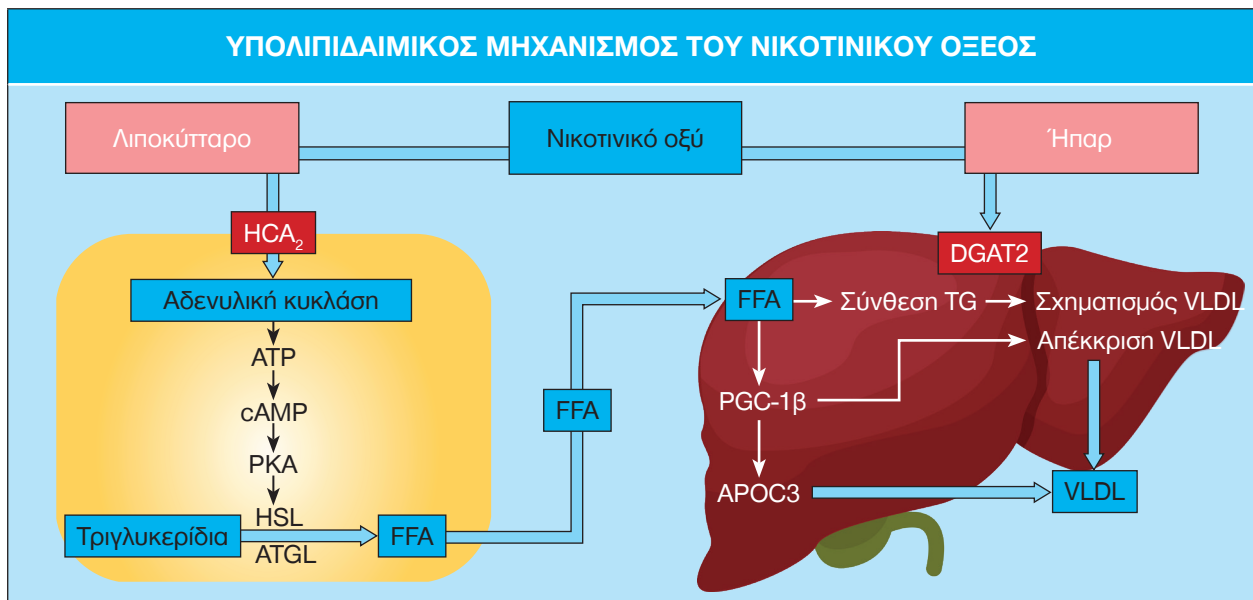 ΥΠΟΛΙΠΙΔΑΙΜΙΚΟΣ ΜΗΧΑΝΙΣΜΟΣ ΤΟΥ ΝΙΚΟΤΙΝΙΚΟΥ ΟΞΕΟΣ
Λιποκύτταρο
Νικοτινικό οξύ
Ήπαρ
HCA₂
Αδενυλική κυκλάση
ATP
cAMP
PKA
HSL
Τριγλυκερίδια
ATGL
FFA
FFA
DGAT2
FFA
Σύνθεση TG
Σχηματισμός VLDL
Απέκκριση VLDL
PGC-1β
APOC3
VLDL